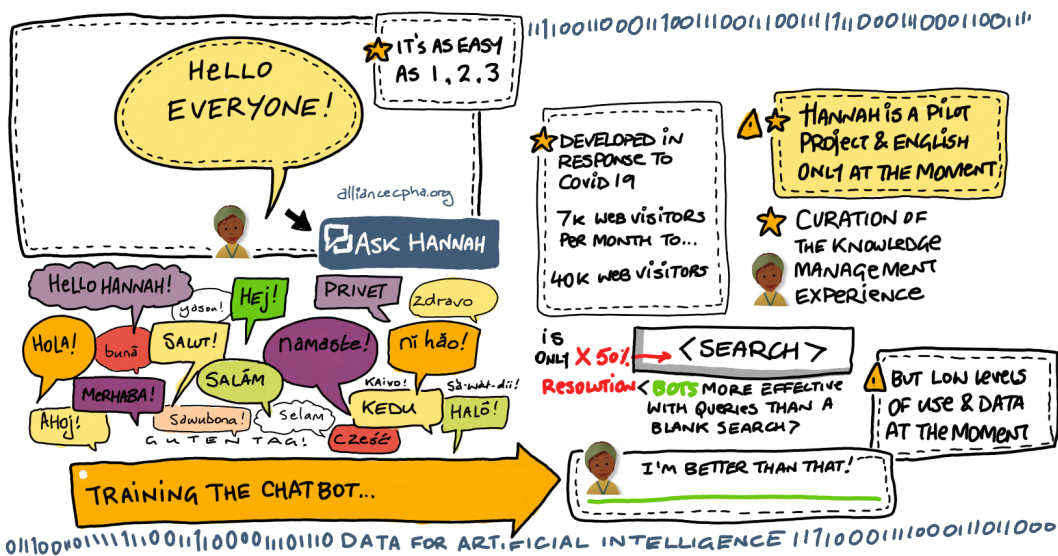 HELLO
EVERYONE!
IT'S AS EASY
AS 1, 2, 3
alliancecpha.org
ASK HANNAH
HELLO HANNAH!
yasou!
HEJ!
PRIVET
zdravo
HOLA!
bună
SALUT!
namaste!
ní hăo!
MERHABA!
SALÁM
KAIVO!
Sà-wàt-dii!
AHOJ!
Sawubona!
selam
KEDU
HALÓ!
GUTEN TAG!
CZEŚĆ
TRAINING THE CHATBOT...
DEVELOPED IN
RESPONSE TO
COVID 19
7K WEB VISITORS
PER MONTH TO...
40K WEB VISITORS
HANNAH IS A PILOT
PROJECT & ENGLISH
ONLY AT THE MOMENT
CURATION OF
THE KNOWLEDGE
MANAGEMENT
EXPERIENCE
<SEARCH>
IS
ONLY X 50%
RESOLUTION
<BOTS MORE EFFECTIVE
WITH QUERIES THAN A
BLANK SEARCH?
BUT LOW LEVELS
OF USE & DATA
AT THE MOMENT
I'M BETTER THAN THAT!
DATA FOR ARTIFICIAL INTELLIGENCE